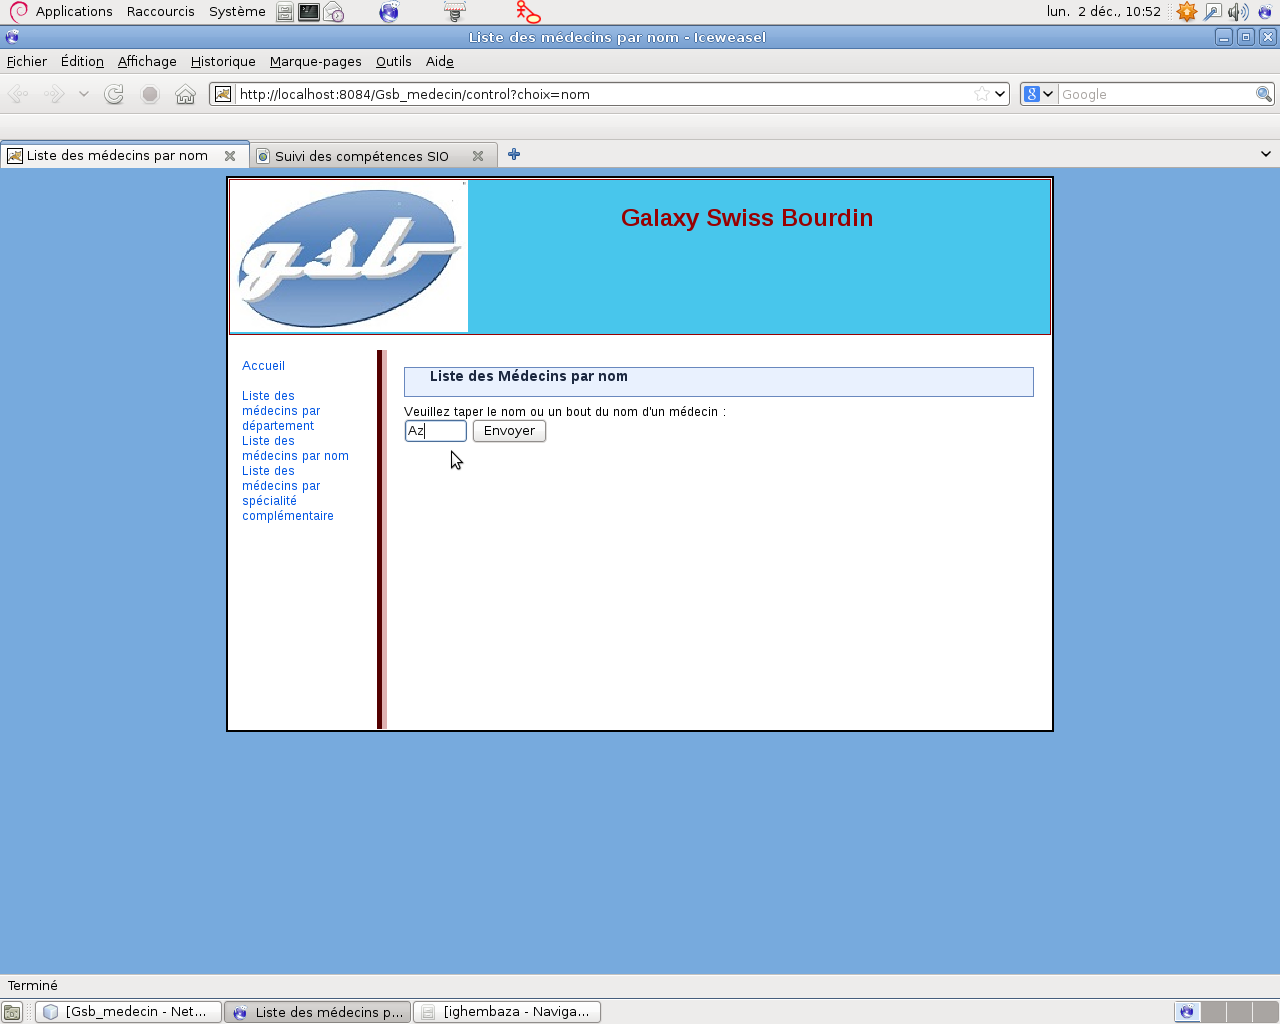 Applications Raccourcis Système lun. 2 déc., 10:52
Liste des médecins par nom - Iceweasel
Fichier Édition Affichage Historique Marque-pages Outils Aide
http://localhost:8084/Gsb_medecin/control?choix=nom Google
Liste des médecins par nom Suivi des compétences SIO
gsb
Galaxy Swiss Bourdin
Accueil
Liste des
médecins par
département
Liste des
médecins par nom
Liste des
médecins par
spécialité
complémentaire
Liste des Médecins par nom
Veuillez taper le nom ou un bout du nom d'un médecin :
Az Envoyer
Terminé
[Gsb_medecin - Net... Liste des médecins p... [ighembaza - Naviga...